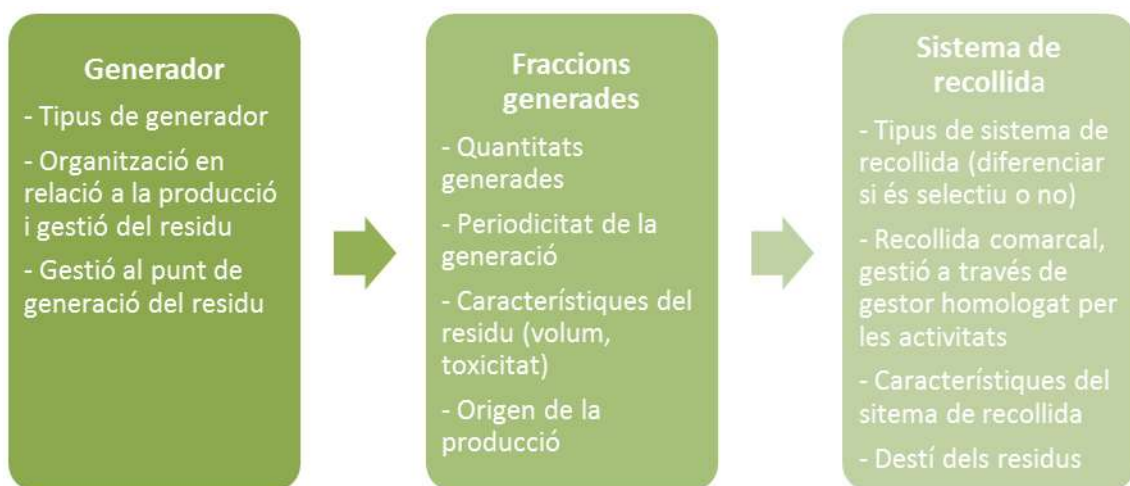 Generador
- Tipus de generador
- Organització en
relació a la producció
i gestió del residu
- Gestió al punt de
generació del residu
Fraccions
generades
- Quantitats
generades
- Periodicitat de la
generació
- Característiques del
residu (volum,
toxicitat)
- Origen de la
producció
Sistema de
recollida
- Tipus de sistema de
recollida (diferenciar
si és selectiu o no)
- Recollida comarcal,
gestió a través de
gestor homologat per
les activitats
- Característiques del
sitema de recollida
- Destí dels residus